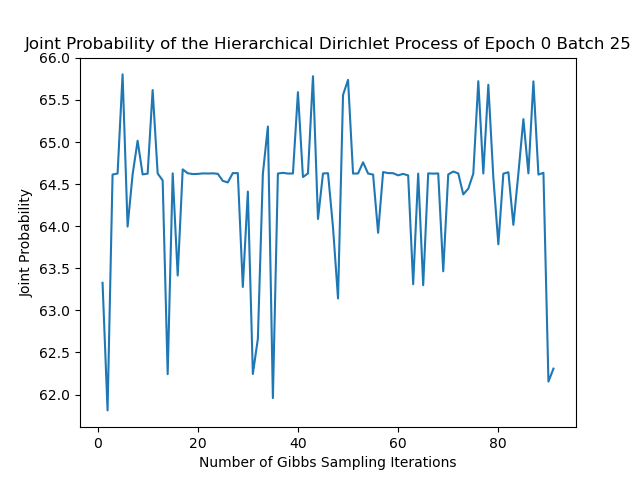 Joint Probability of the Hierarchical Dirichlet Process of Epoch 0 Batch 25
66.0
65.5
65.0
64.5
64.0
63.5
63.0
62.5
62.0
Joint Probability
0 20 40 60 80
Number of Gibbs Sampling Iterations